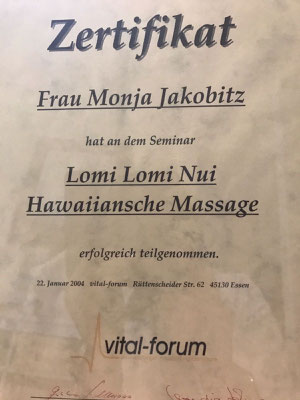 Zertifikat
Frau Monja Jakobitz
hat an dem Seminar
Lomi Lomi Nui
Hawaiiansche Massage
erfolgreich teilgenommen.
22. Januar 2004 vital-forum Rüttenscheider Str. 62 45130 Essen
vital-forum